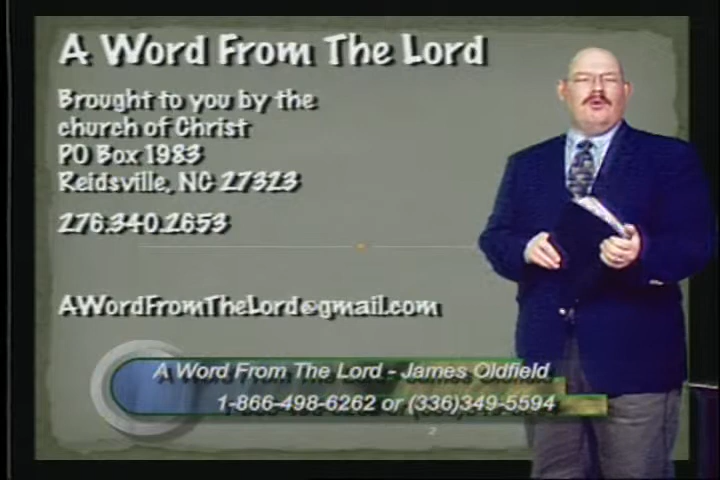 A Word From The Lord
Brought to you by the
church of Christ
PO Box 1983
Reidsville, NC 27323
276.340.2653
AWordFromTheLord@gmail.com
A Word From The Lord - James Oldfield
1-866-498-6262 or (336)349-5594
2